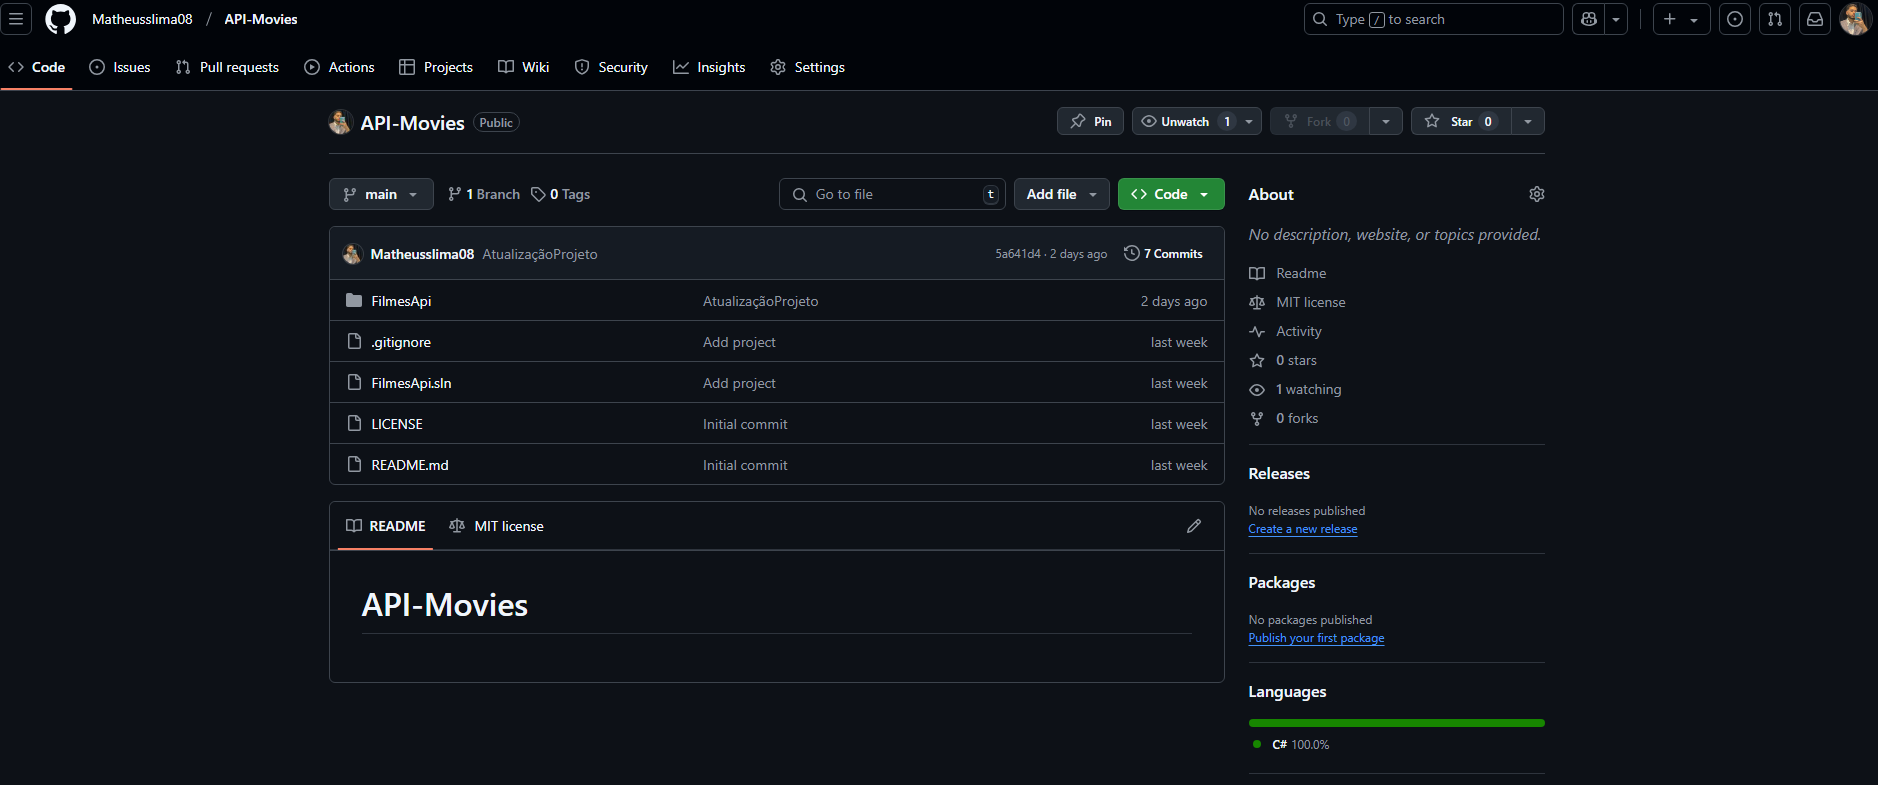 Matheusslima08 / API-Movies
Type / to search
Code Issues Pull requests Actions Projects Wiki Security Insights Settings
API-Movies Public
Pin Unwatch 1 Fork 0 Star 0
main 1 Branch 0 Tags
Go to file t Add file Code
Matheusslima08 AtualizaçãoProjeto 5a641d4 · 2 days ago 7 Commits
FilmesApi AtualizaçãoProjeto 2 days ago
.gitignore Add project last week
FilmesApi.sln Add project last week
LICENSE Initial commit last week
README.md Initial commit last week
README MIT license
API-Movies
About
No description, website, or topics provided.
Readme
MIT license
Activity
0 stars
1 watching
0 forks
Releases
No releases published
Create a new release
Packages
No packages published
Publish your first package
Languages
C# 100.0%